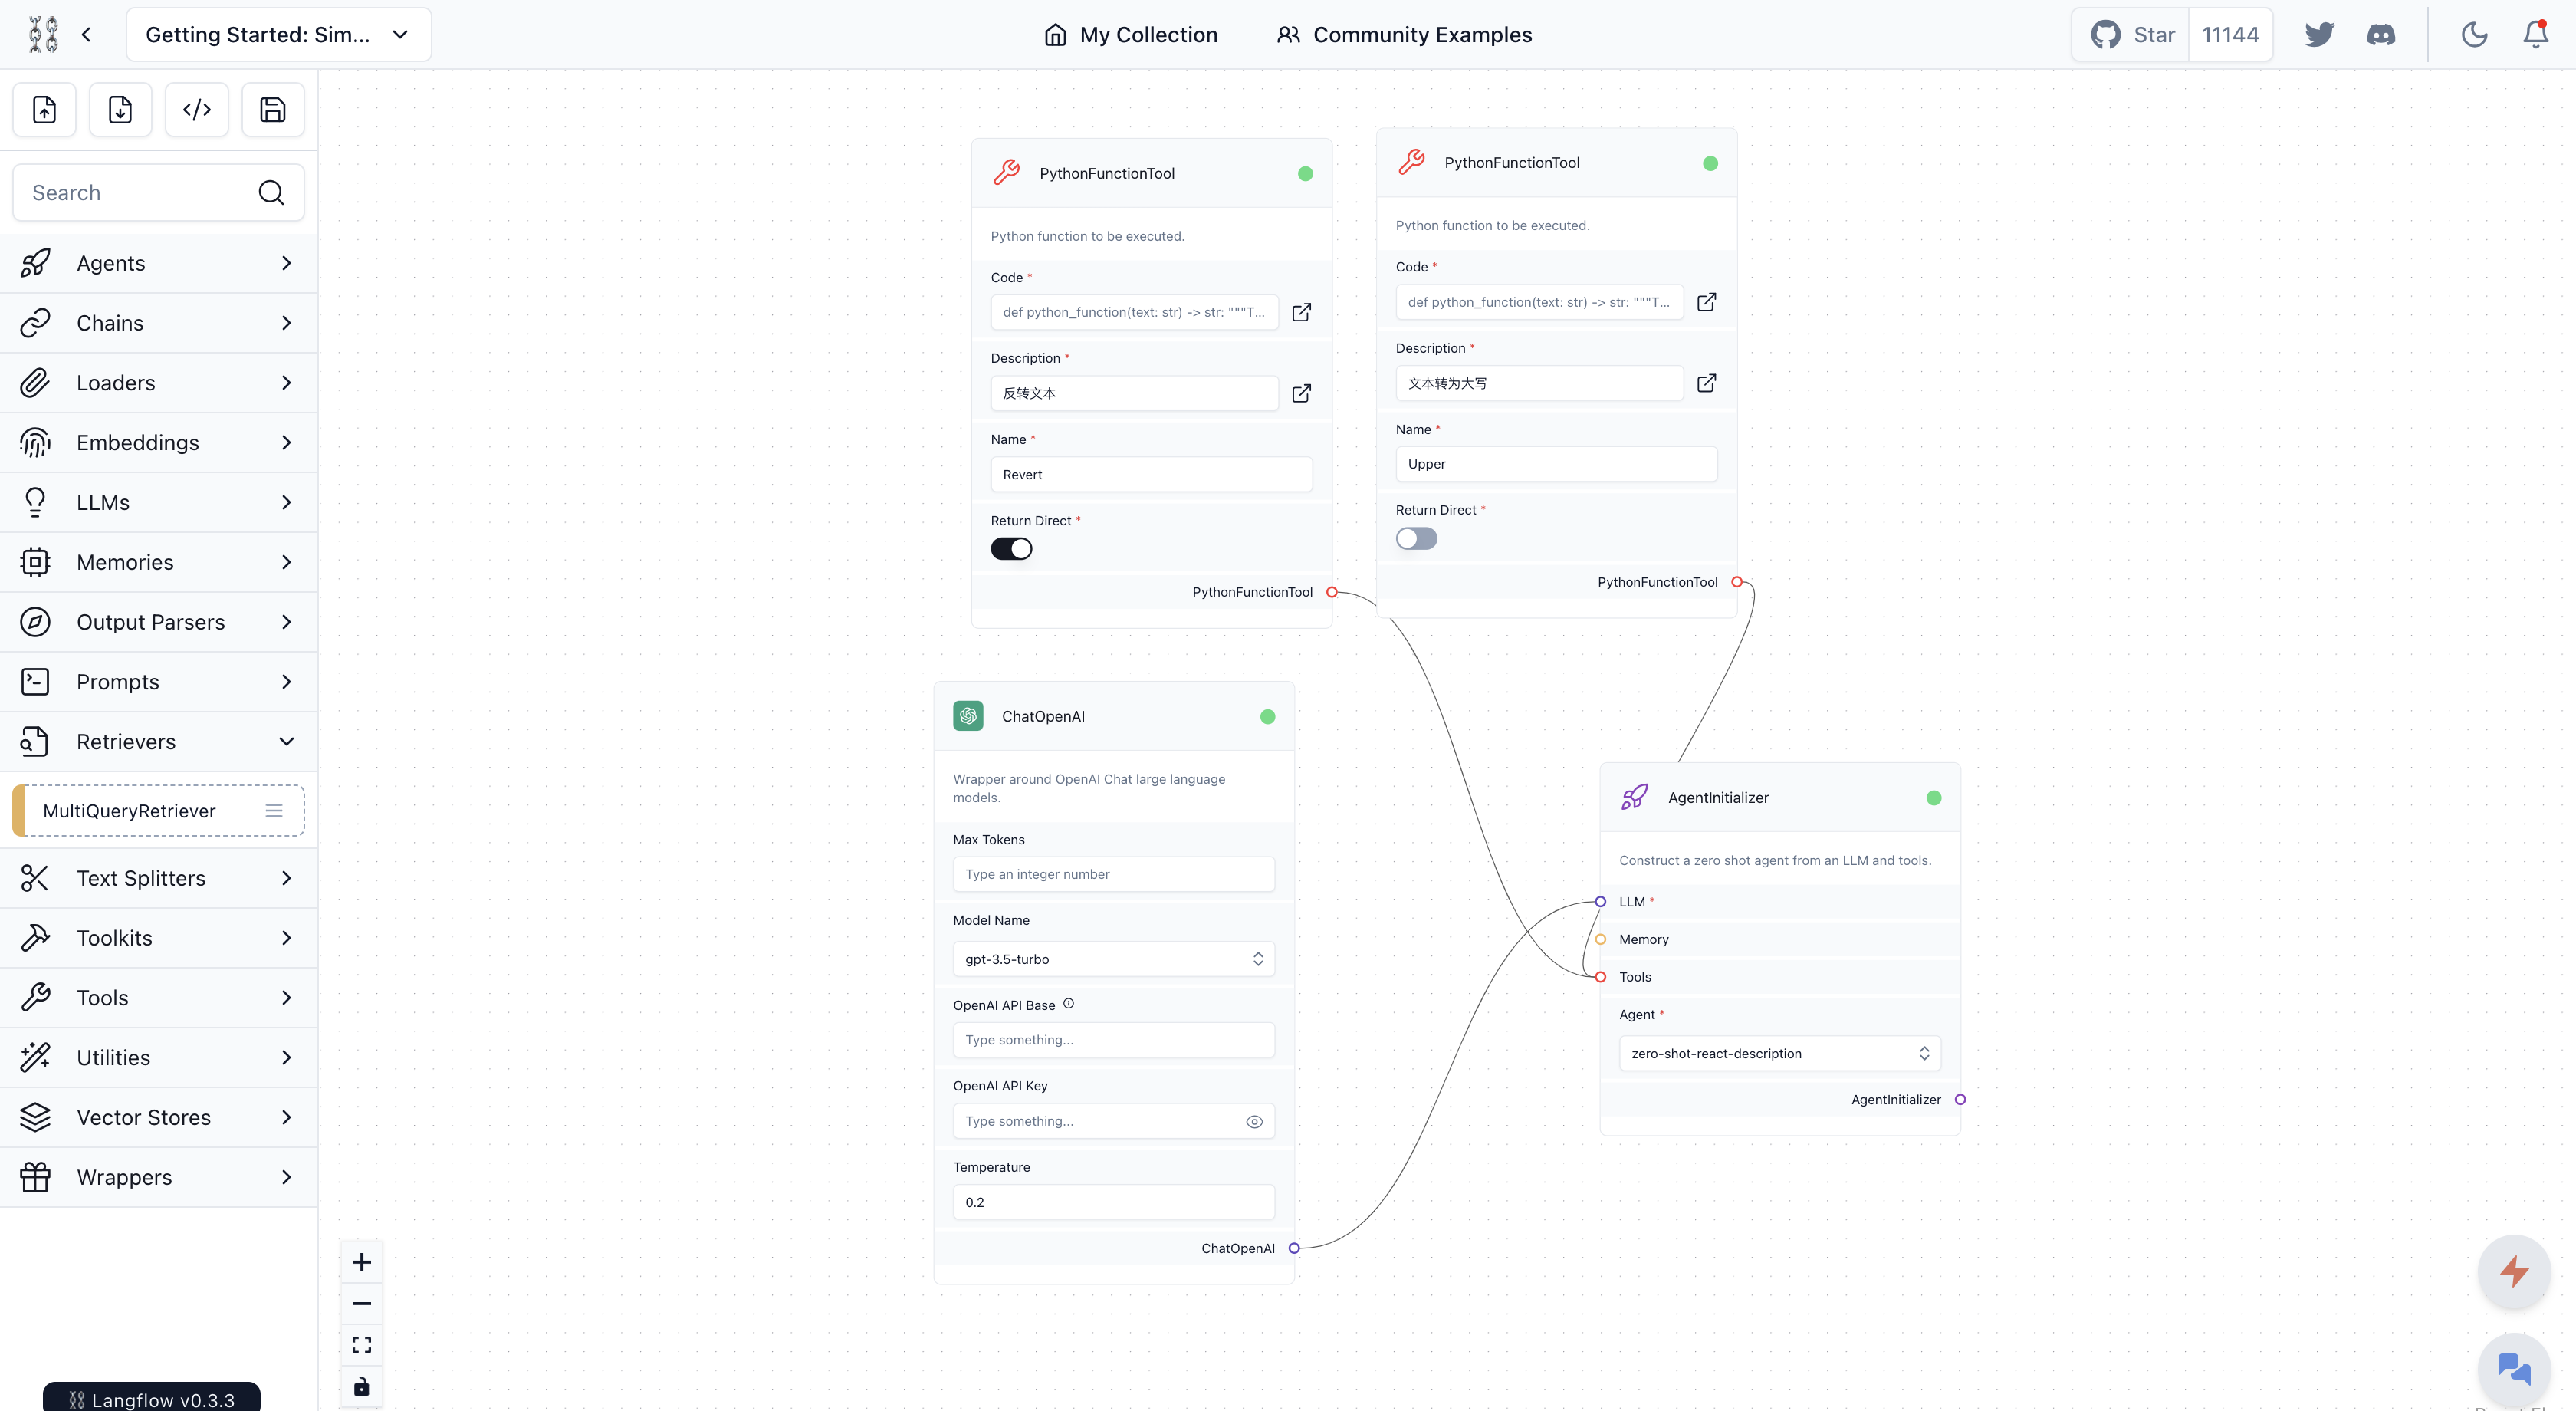 Getting Started: Sim...
My Collection
Community Examples
Star
11144
Search
Agents
Chains
Loaders
Embeddings
LLMs
Memories
Output Parsers
Prompts
Retrievers
MultiQueryRetriever
Text Splitters
Toolkits
Tools
Utilities
Vector Stores
Wrappers
Langflow v0.3.3
PythonFunctionTool
Python function to be executed.
Code *
def python_function(text: str) -> str: """T...
Description *
反转文本
Name *
Revert
Return Direct *
PythonFunctionTool
PythonFunctionTool
Python function to be executed.
Code *
def python_function(text: str) -> str: """T...
Description *
文本转为大写
Name *
Upper
Return Direct *
PythonFunctionTool
ChatOpenAI
Wrapper around OpenAI Chat large language
models.
Max Tokens
Type an integer number
Model Name
gpt-3.5-turbo
OpenAI API Base
Type something...
OpenAI API Key
Type something...
Temperature
0.2
ChatOpenAI
AgentInitializer
Construct a zero shot agent from an LLM and tools.
LLM *
Memory
Tools
Agent *
zero-shot-react-description
AgentInitializer